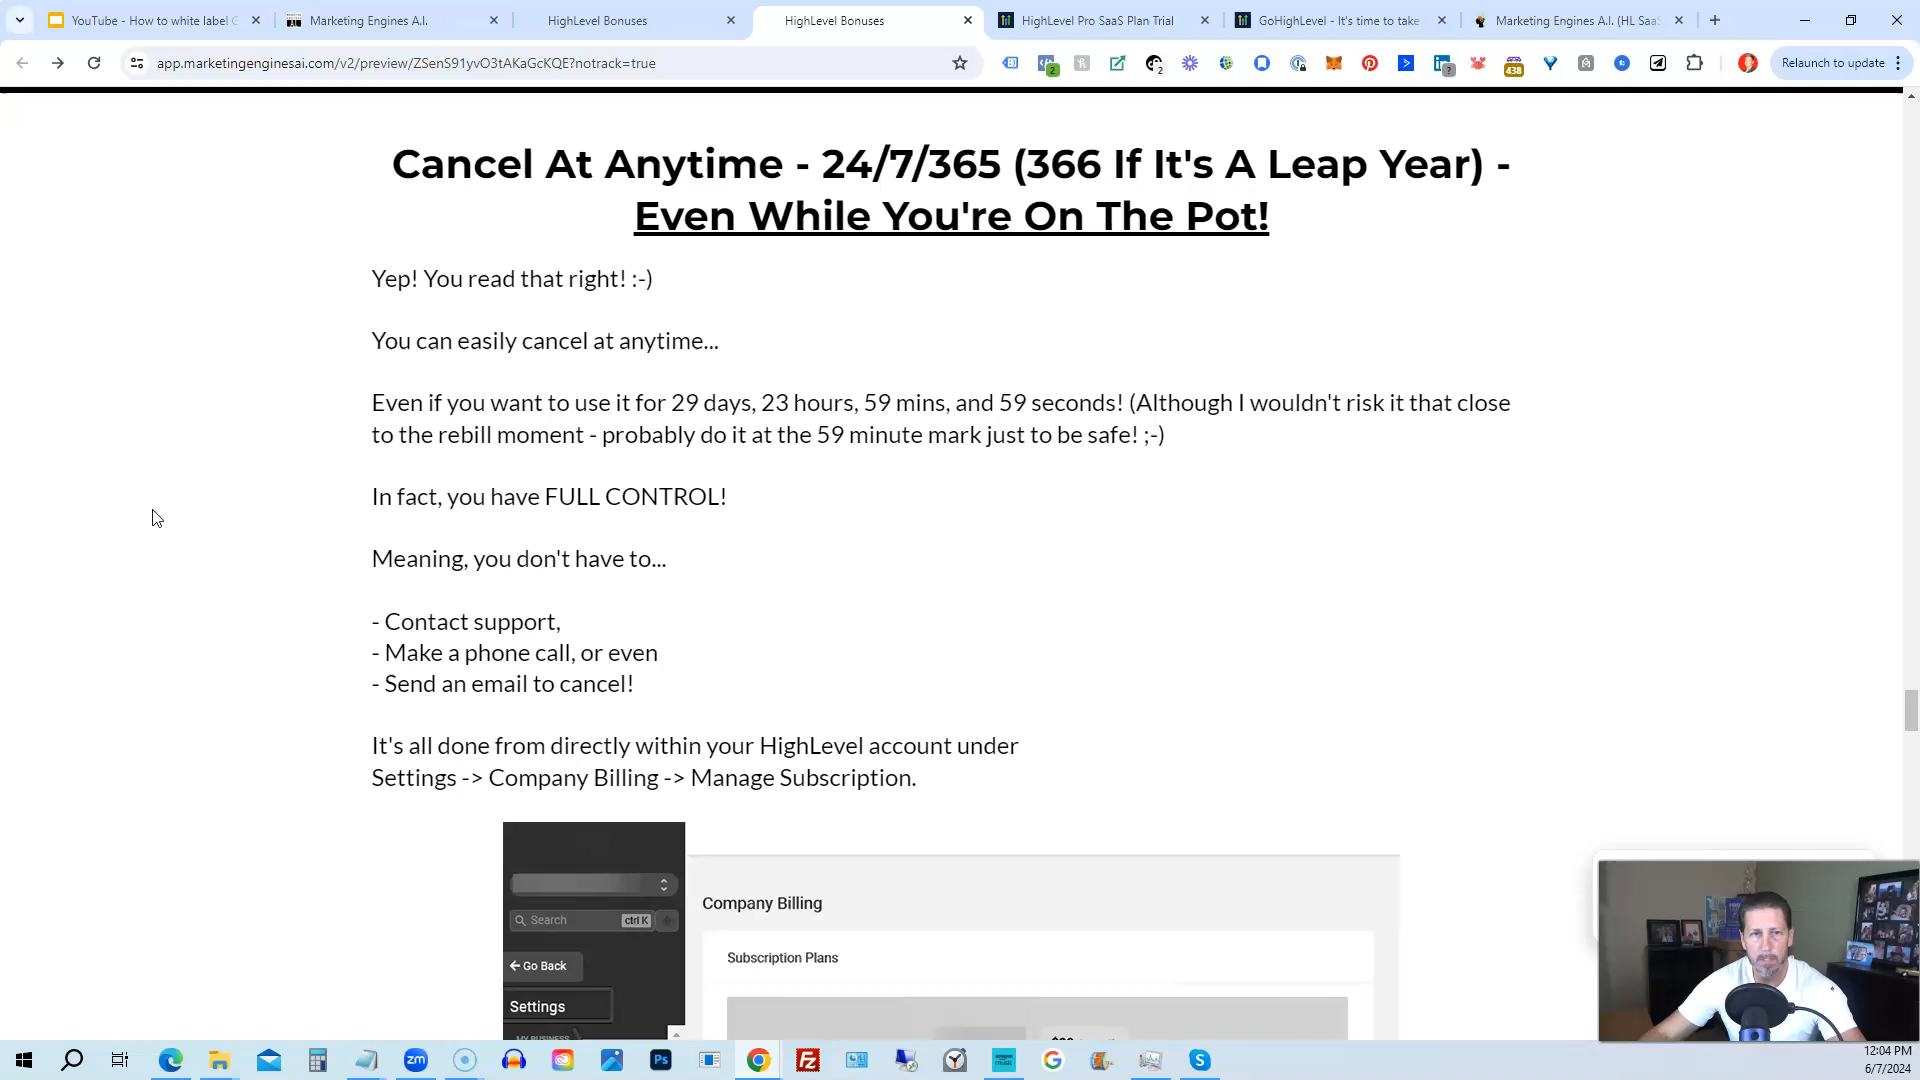 YouTube - How to white label G
Marketing Engines A.I.
HighLevel Bonuses
HighLevel Bonuses
HighLevel Pro SaaS Plan Trial
GoHighLevel - It's time to take
Marketing Engines A.I. (HL SaaS
app.marketingenginesai.com/v2/preview/ZSenS91yvO3tAKaGcKQE?notrack=true
2
2
?
438
Relaunch to update
Cancel At Anytime - 24/7/365 (366 If It's A Leap Year) -
Even While You're On The Pot!
Yep! You read that right! :-)
You can easily cancel at anytime...
Even if you want to use it for 29 days, 23 hours, 59 mins, and 59 seconds! (Although I wouldn't risk it that close
to the rebill moment - probably do it at the 59 minute mark just to be safe! ;-)
In fact, you have FULL CONTROL!
Meaning, you don't have to...
- Contact support,
- Make a phone call, or even
- Send an email to cancel!
It's all done from directly within your HighLevel account under
Settings -> Company Billing -> Manage Subscription.
Search
ctrl K
Company Billing
Subscription Plans
Go Back
Settings
MY BUSINESS
zm
Ps
12:04 PM
6/7/2024